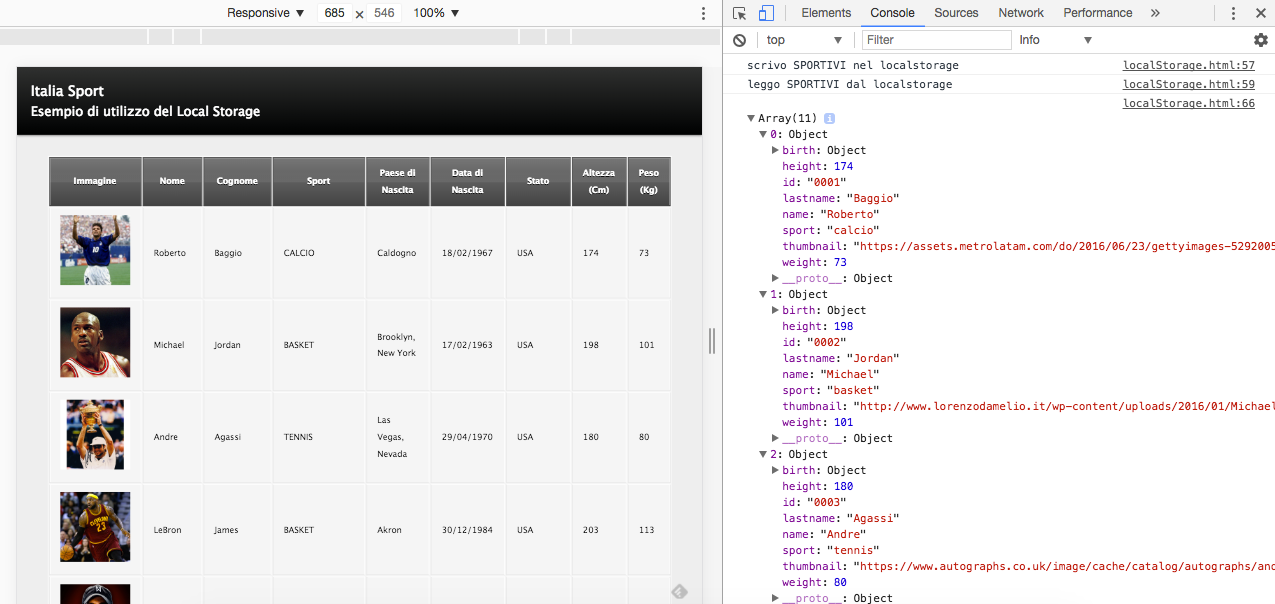 Responsive ▼ 685 × 546 100% ▼
Elements Console Sources Network Performance »
top ▼ Filter Info ▼
Italia Sport
Esempio di utilizzo del Local Storage
Immagine Nome Cognome Sport Paese di Nascita Data di Nascita Stato Altezza (Cm) Peso (Kg)
Roberto Baggio CALCIO Caldogno 18/02/1967 USA 174 73
Michael Jordan BASKET Brooklyn, New York 17/02/1963 USA 198 101
Andre Agassi TENNIS Las Vegas, Nevada 29/04/1970 USA 180 80
LeBron James BASKET Akron 30/12/1984 USA 203 113
scrivo SPORTIVI nel localstorage localStorage.html:57
leggo SPORTIVI dal localstorage localStorage.html:59
localStorage.html:66
▼Array(11) i
▼0: Object
▶birth: Object
height: 174
id: "0001"
lastname: "Baggio"
name: "Roberto"
sport: "calcio"
thumbnail: "https://assets.metrolatam.com/do/2016/06/23/gettyimages-5292005
weight: 73
▶__proto__: Object
▼1: Object
▶birth: Object
height: 198
id: "0002"
lastname: "Jordan"
name: "Michael"
sport: "basket"
thumbnail: "http://www.lorenzodamelio.it/wp-content/uploads/2016/01/Michael
weight: 101
▶__proto__: Object
▼2: Object
▶birth: Object
height: 180
id: "0003"
lastname: "Agassi"
name: "Andre"
sport: "tennis"
thumbnail: "https://www.autographs.co.uk/image/cache/catalog/autographs/and
weight: 80
▶__proto__: Object